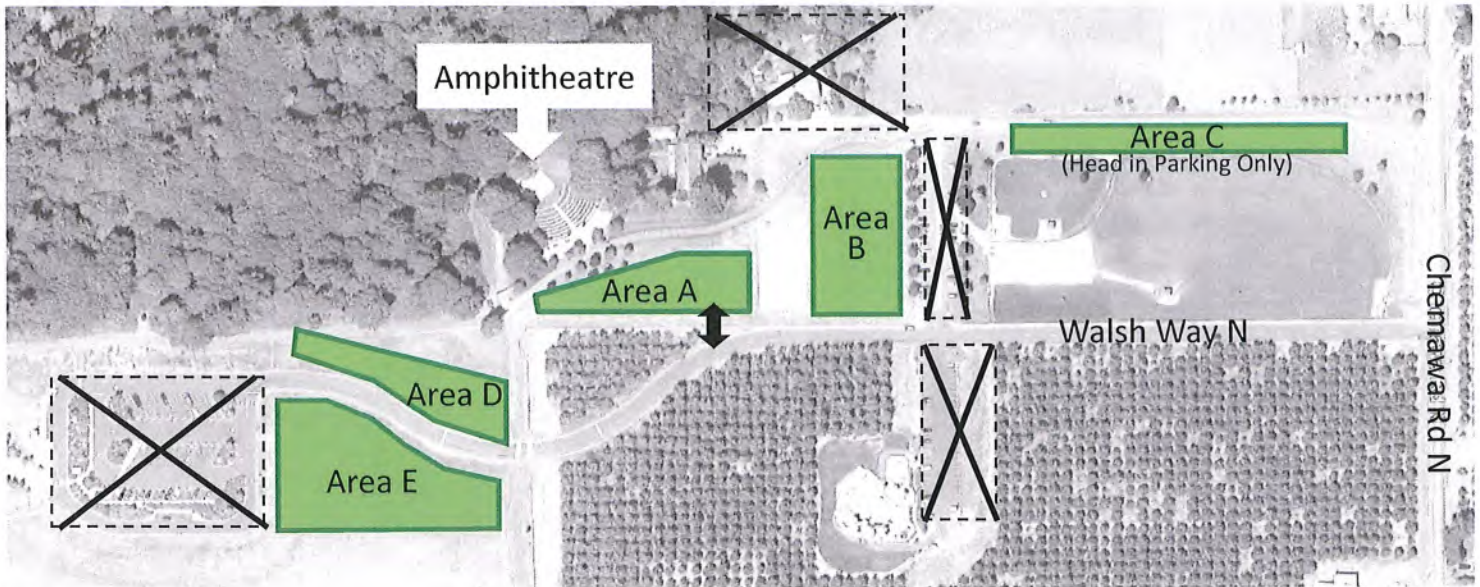 Amphitheatre
Area C
(Head in Parking Only)
Area
B
Area A
Walsh Way N
Chemawa Rd N
Area D
Area E